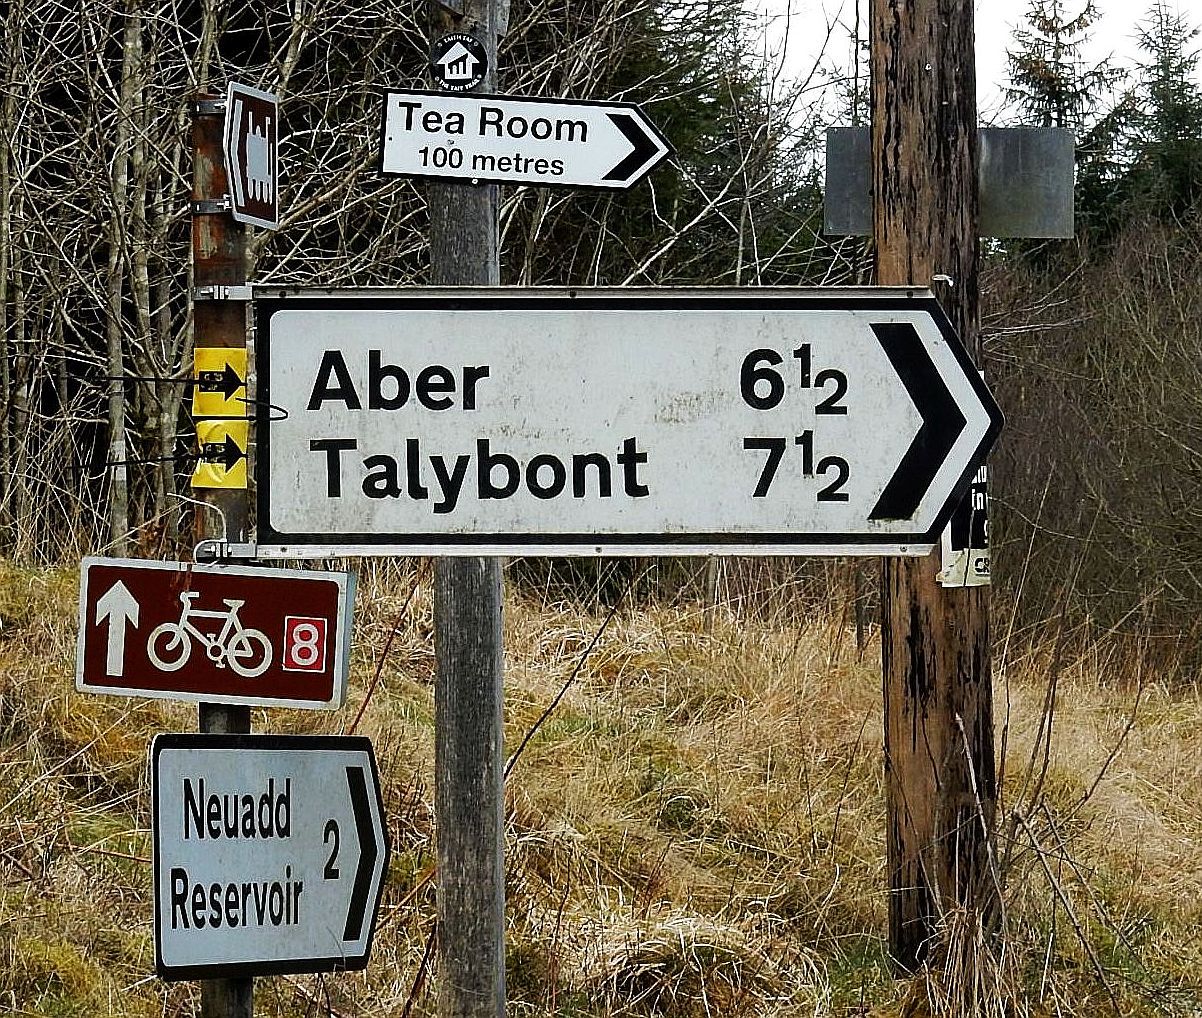 Tea Room
100 metres
Aber 6½
Talybont 7½
8
Neuadd
Reservoir 2